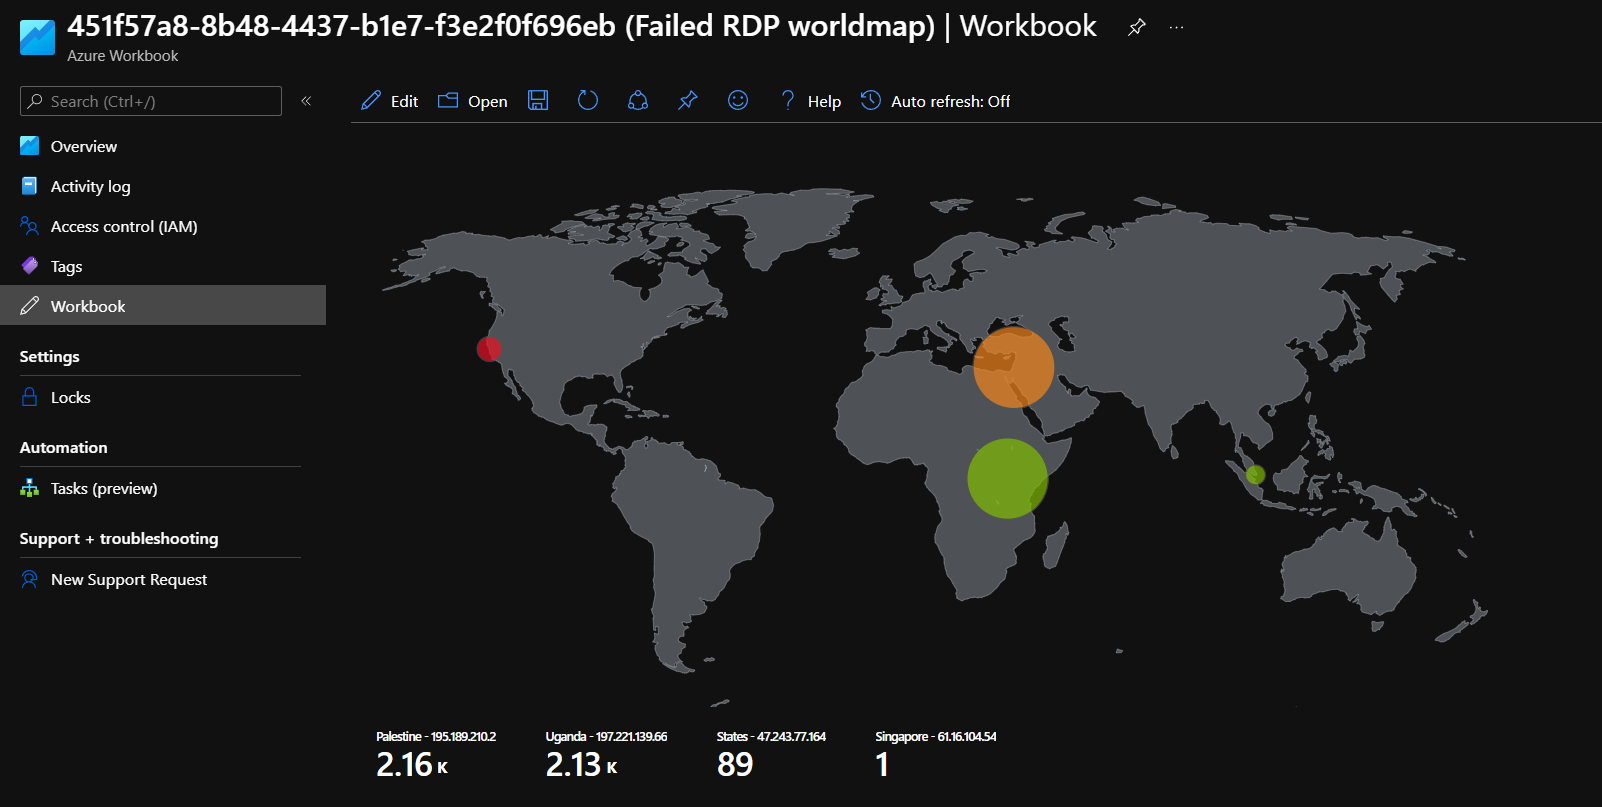 451f57a8-8b48-4437-b1e7-f3e2f0f696eb (Failed RDP worldmap) | Workbook
Azure Workbook
Search (Ctrl+/)
Edit Open Help Auto refresh: Off
Overview
Activity log
Access control (IAM)
Tags
Workbook
Settings
Locks
Automation
Tasks (preview)
Support + troubleshooting
New Support Request
Palestine - 195.189.210.2
2.16 K
Uganda - 197.221.139.66
2.13 K
States - 47.243.77.164
89
Singapore - 61.16.104.54
1